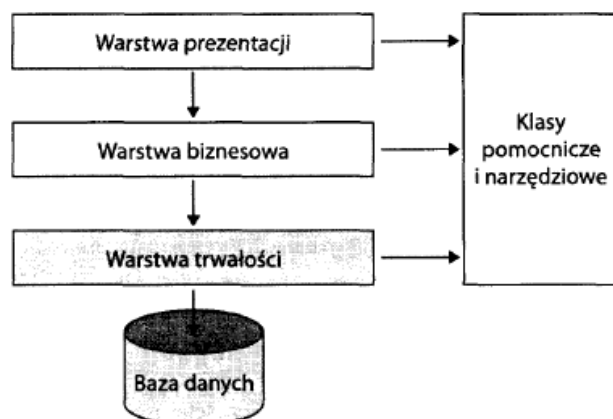 Warstwa prezentacji
Warstwa biznesowa
Klasy
pomocnicze
i narzędziowe
Warstwa trwałości
Baza danych